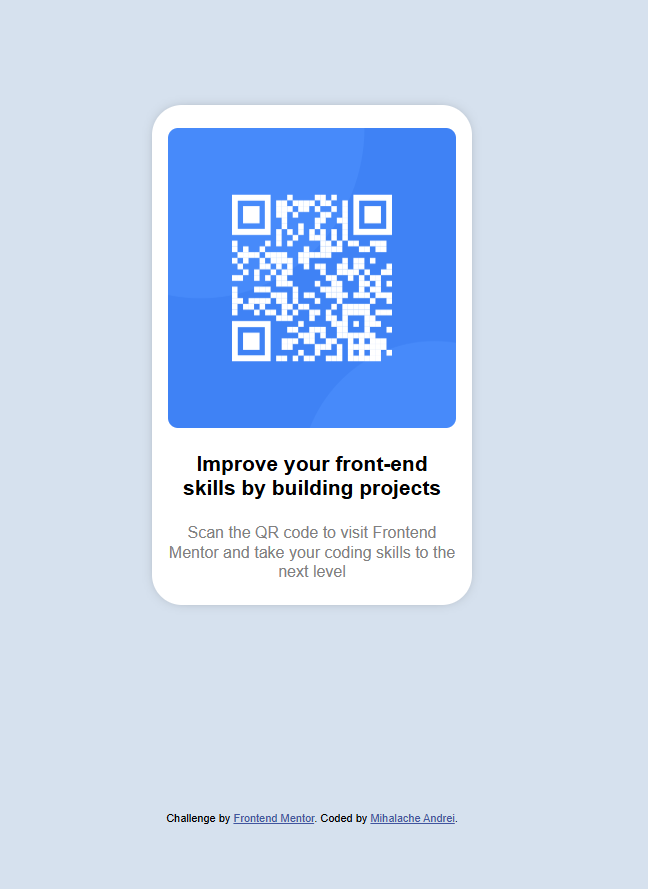 Improve your front-end
skills by building projects
Scan the QR code to visit Frontend
Mentor and take your coding skills to the
next level
Challenge by Frontend Mentor. Coded by Mihalache Andrei.